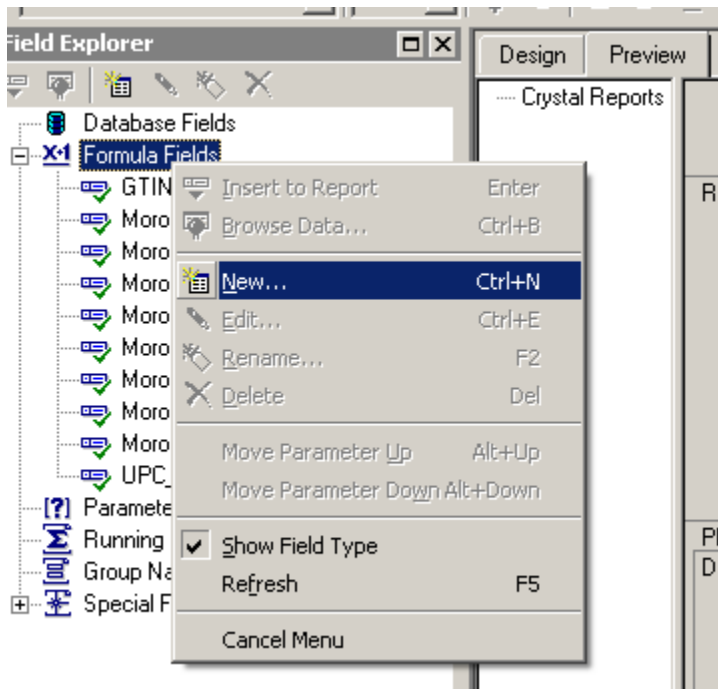 Field Explorer
Design Preview
Crystal Reports
Database Fields
X+1 Formula Fields
GTIN
Moro
Moro
Moro
Moro
Moro
Moro
Moro
Moro
UPC_
[?] Paramete
Running
Group Na
Special F
Insert to Report Enter
Browse Data... Ctrl+B
New... Ctrl+N
Edit... Ctrl+E
Rename... F2
Delete Del
Move Parameter Up Alt+Up
Move Parameter Down Alt+Down
Show Field Type
Refresh F5
Cancel Menu
R
D